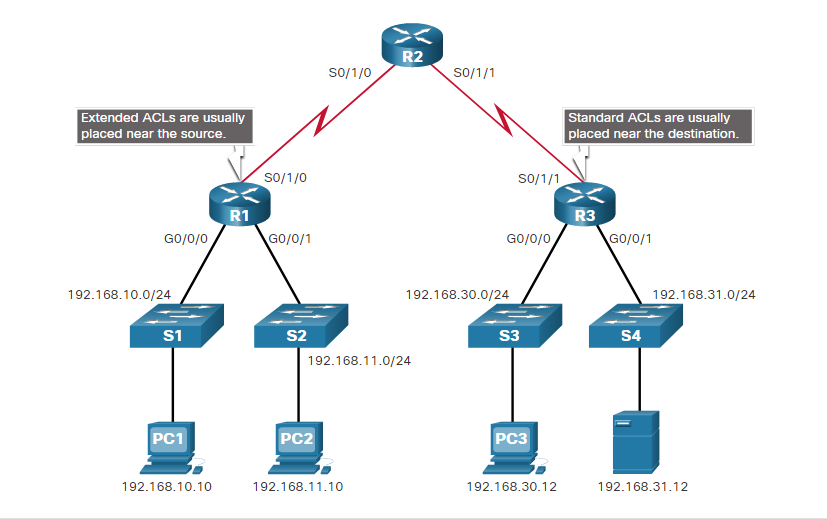 R2
S0/1/0
S0/1/1
Extended ACLs are usually
placed near the source.
Standard ACLs are usually
placed near the destination.
S0/1/0
S0/1/1
R1
R3
G0/0/0
G0/0/1
G0/0/0
G0/0/1
192.168.10.0/24
192.168.30.0/24
192.168.31.0/24
S1
S2
S3
S4
192.168.11.0/24
PC1
PC2
PC3
192.168.10.10
192.168.11.10
192.168.30.12
192.168.31.12